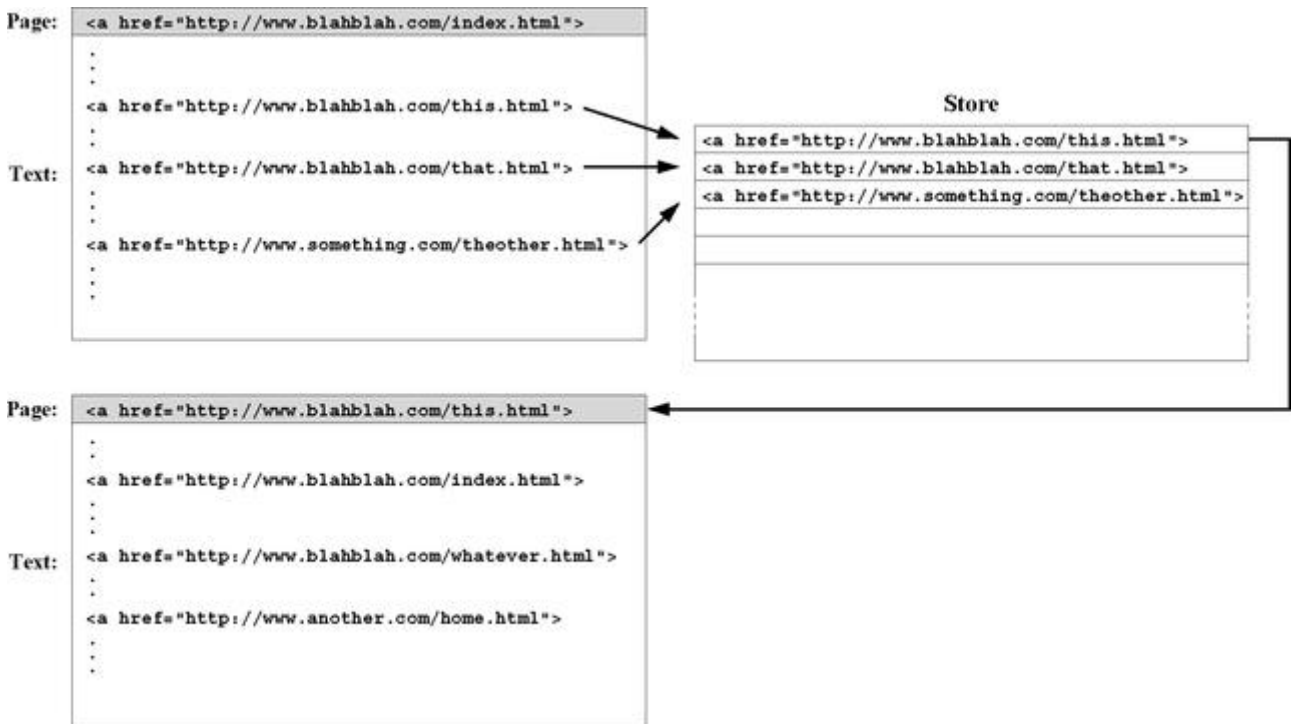 Page: <a href="http://www.blahblah.com/index.html">
<a href="http://www.blahblah.com/this.html">
Text: <a href="http://www.blahblah.com/that.html">
<a href="http://www.something.com/theother.html">
Store
<a href="http://www.blahblah.com/this.html">
<a href="http://www.blahblah.com/that.html">
<a href="http://www.something.com/theother.html">
Page: <a href="http://www.blahblah.com/this.html">
<a href="http://www.blahblah.com/index.html">
Text: <a href="http://www.blahblah.com/whatever.html">
<a href="http://www.another.com/home.html">